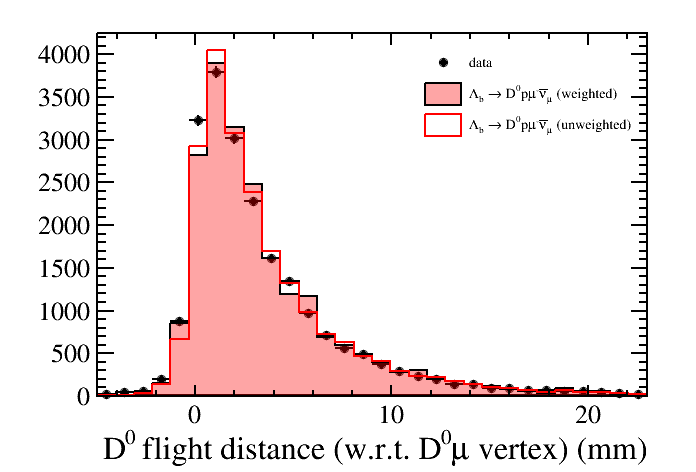 4000
3500
3000
2500
2000
1500
1000
500
0
data
Λb → D⁰pμ ν̄μ (weighted)
Λb → D⁰pμ ν̄μ (unweighted)
0 10 20
D⁰ flight distance (w.r.t. D⁰μ vertex) (mm)